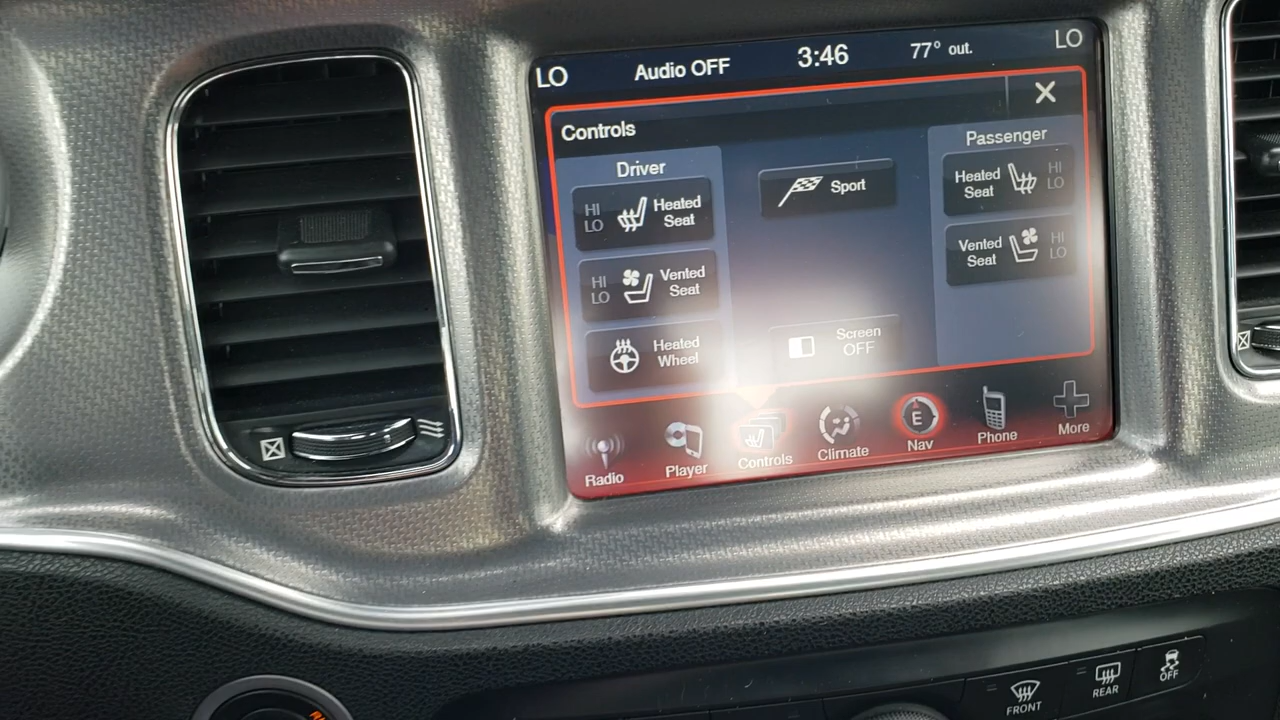 LO Audio OFF 3:46 77° out. LO
Controls X
Driver
HI
LO
Heated
Seat
HI
LO
Vented
Seat
Heated
Wheel
Sport
Screen
OFF
Passenger
Heated
Seat
HI
LO
Vented
Seat
HI
LO
E
Radio
Player
Controls
Climate
Nav
Phone
More
FRONT
REAR
OFF